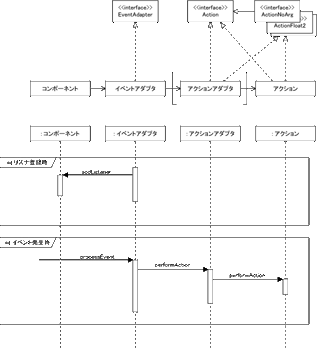 <<interface>>
EventAdapter
<<interface>>
Action
<<interface>>
ActionNoArg
ActionFloat2
コンポーネント
イベントアダプタ
アクションアダプタ
アクション
: コンポーネント
: イベントアダプタ
: アクションアダプタ
: アクション
リスナ登録時
addListener
イベント発生時
processEvent
performAction
performAction